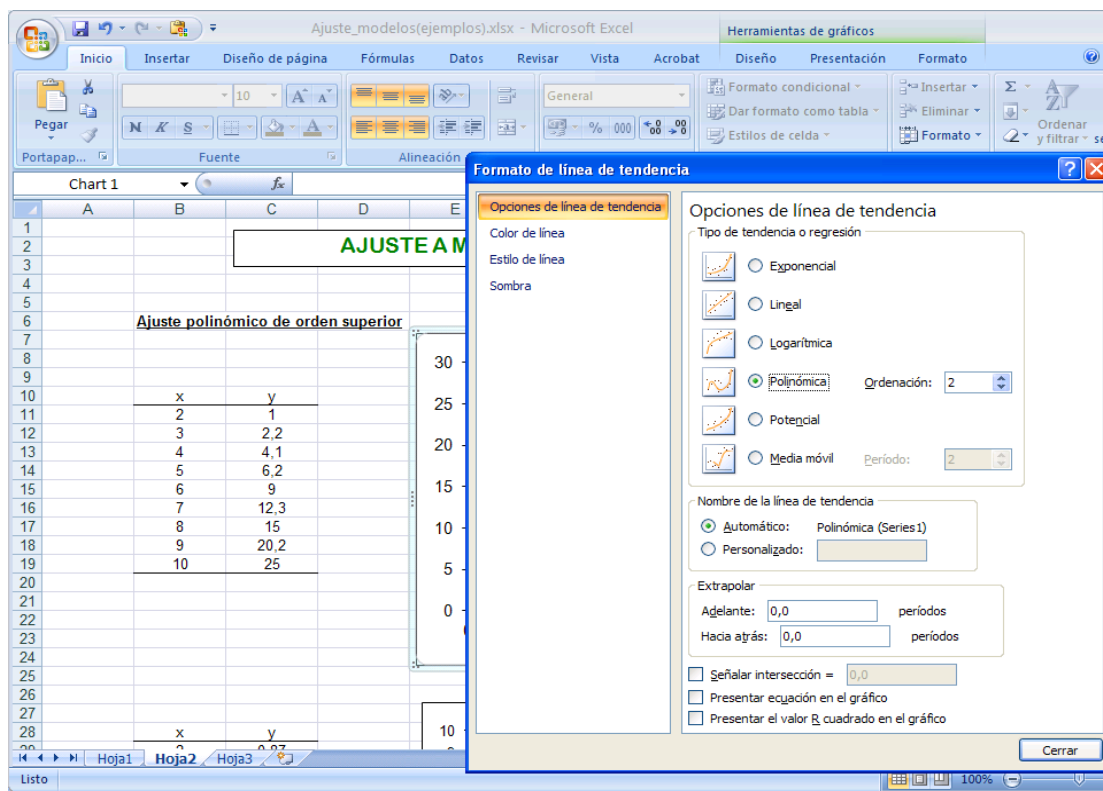 Ajuste_modelos(ejemplos).xlsx - Microsoft Excel
Herramientas de gráficos
Inicio Insertar Diseño de página Fórmulas Datos Revisar Vista Acrobat Diseño Presentación Formato
Pegar
10
N K S
General
% 000
Formato condicional
Dar formato como tabla
Estilos de celda
Insertar
Eliminar
Formato
Σ
Ordenar
y filtrar
Portapap... Fuente Alineación
Chart 1
fx
A B C D E
1
2 AJUSTE A M
3
4
5
6 Ajuste polinómico de orden superior
7
8
9
10 x y
11 2 1
12 3 2,2
13 4 4,1
14 5 6,2
15 6 9
16 7 12,3
17 8 15
18 9 20,2
19 10 25
20
21
22
23
24
25
26
27
28 x y
29 2 0,87
30
25
20
15
10
5
0
10
Formato de línea de tendencia
Opciones de línea de tendencia
Color de línea
Estilo de línea
Sombra
Opciones de línea de tendencia
Tipo de tendencia o regresión
Exponencial
Lineal
Logarítmica
Polinómica Ordenación: 2
Potencial
Media móvil Período: 2
Nombre de la línea de tendencia
Automático: Polinómica (Series1)
Personalizado:
Extrapolar
Adelante: 0,0 períodos
Hacia atrás: 0,0 períodos
Señalar intersección = 0,0
Presentar ecuación en el gráfico
Presentar el valor R cuadrado en el gráfico
Cerrar
Hoja1 Hoja2 Hoja3
Listo
100%